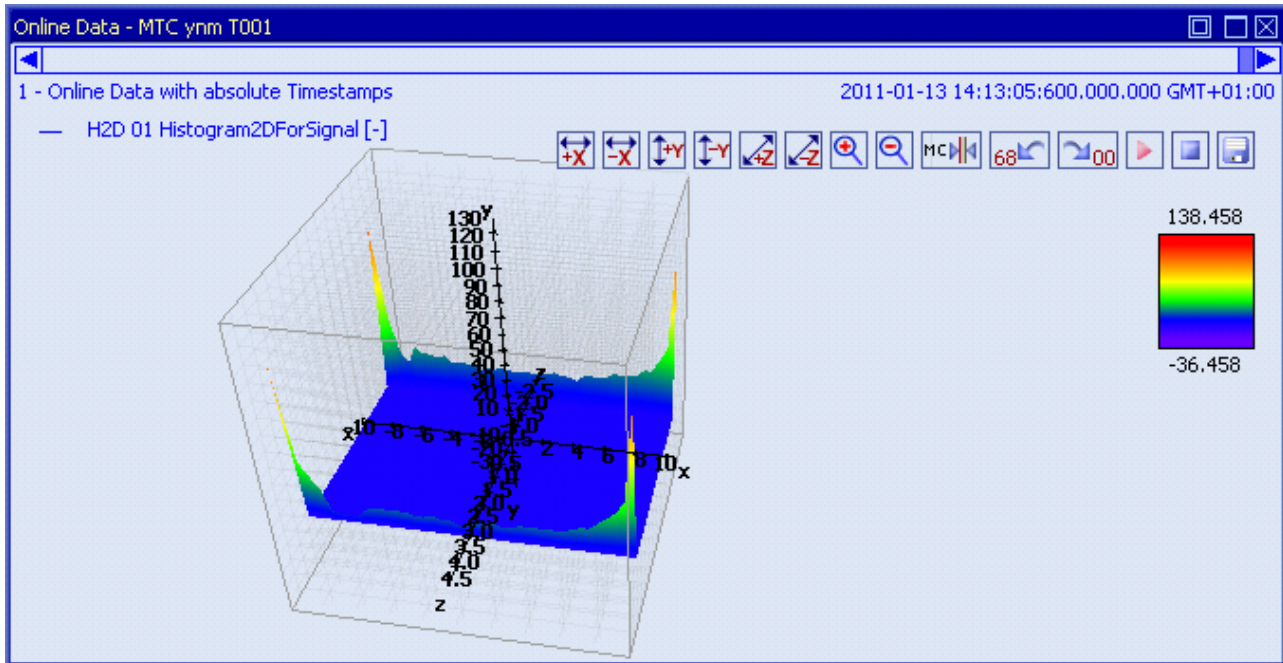 Online Data - MTC ynm T001
1 - Online Data with absolute Timestamps
2011-01-13 14:13:05:600.000.000 GMT+01:00
— H2D 01 Histogram2DForSignal [-]
+X -X +Y -Y +Z -Z MC 68 00
138.458
-36.458
y
130
120
110
100
90
80
70
60
50
40
30
20
10
z
-2.5
x 10 -8 -6 -4 2 4 6 8 10 x
y
3.0
3.5
4.0
4.5
z